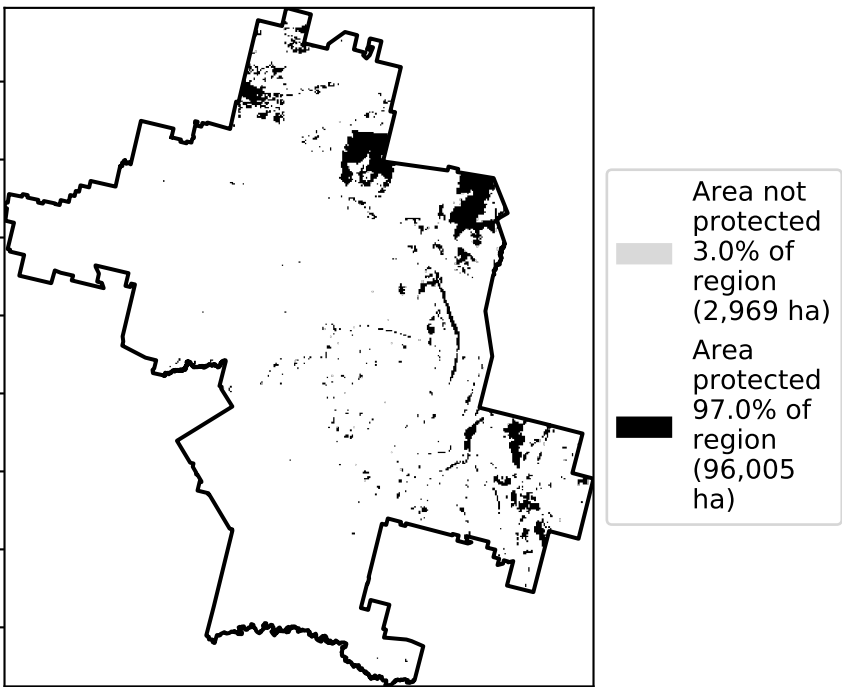 Area not
protected
3.0% of
region
(2,969 ha)
Area
protected
97.0% of
region
(96,005
ha)